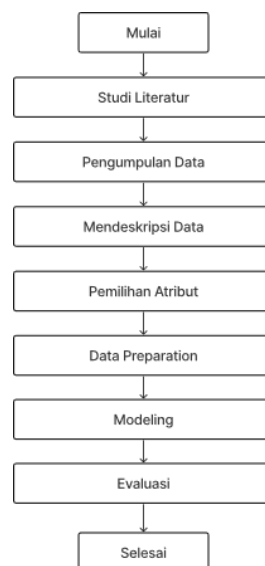 Mulai
Studi Literatur
Pengumpulan Data
Mendeskripsi Data
Pemilihan Atribut
Data Preparation
Modeling
Evaluasi
Selesai